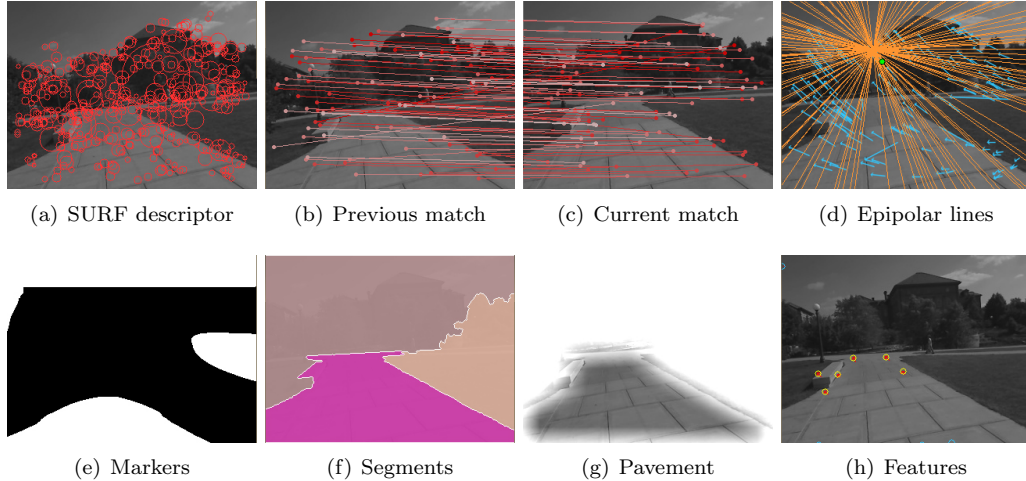 (a) SURF descriptor
(b) Previous match
(c) Current match
(d) Epipolar lines
(e) Markers
(f) Segments
(g) Pavement
(h) Features